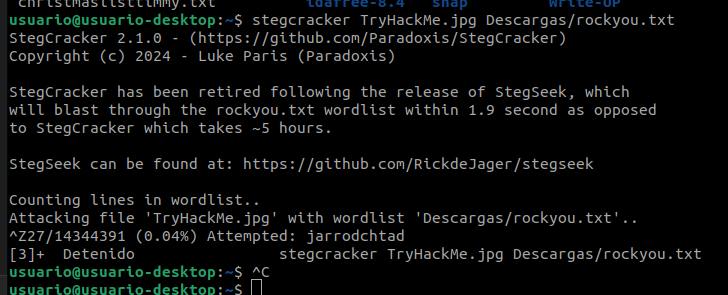 christmaslisttimmy.txt idafree-8.4 snap Write-UP
usuario@usuario-desktop:~$ stegcracker TryHackMe.jpg Descargas/rockyou.txt
StegCracker 2.1.0 - (https://github.com/Paradoxis/StegCracker)
Copyright (c) 2024 - Luke Paris (Paradoxis)
StegCracker has been retired following the release of StegSeek, which
will blast through the rockyou.txt wordlist within 1.9 second as opposed
to StegCracker which takes ~5 hours.
StegSeek can be found at: https://github.com/RickdeJager/stegseek
Counting lines in wordlist..
Attacking file 'TryHackMe.jpg' with wordlist 'Descargas/rockyou.txt'..
^Z27/14344391 (0.04%) Attempted: jarrodchtad
[3]+  Detenido                stegcracker TryHackMe.jpg Descargas/rockyou.txt
usuario@usuario-desktop:~$ ^C
usuario@usuario-desktop:~$